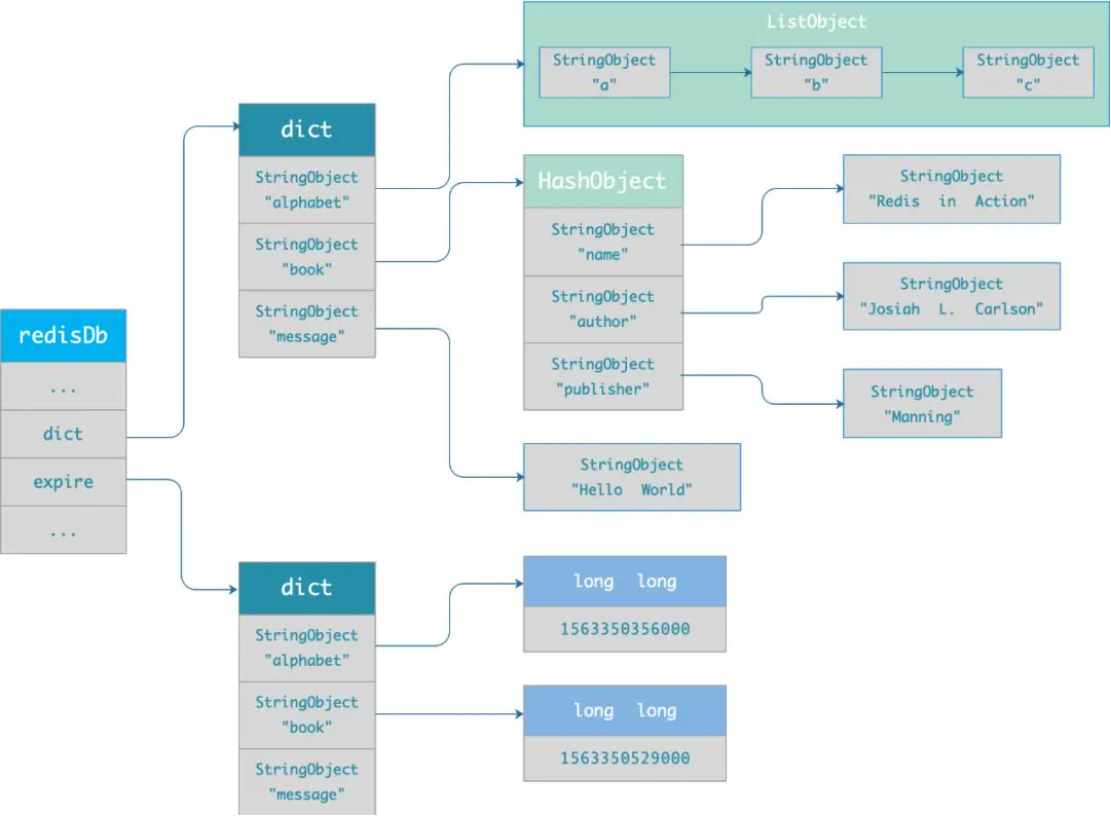 redisDb
...
dict
expire
...
dict
StringObject
"alphabet"
StringObject
"book"
StringObject
"message"
ListObject
StringObject
"a"
StringObject
"b"
StringObject
"c"
HashObject
StringObject
"name"
StringObject
"author"
StringObject
"publisher"
StringObject
"Redis in Action"
StringObject
"Josiah L. Carlson"
StringObject
"Manning"
StringObject
"Hello World"
dict
StringObject
"alphabet"
StringObject
"book"
StringObject
"message"
long long
1563350356000
long long
1563350529000